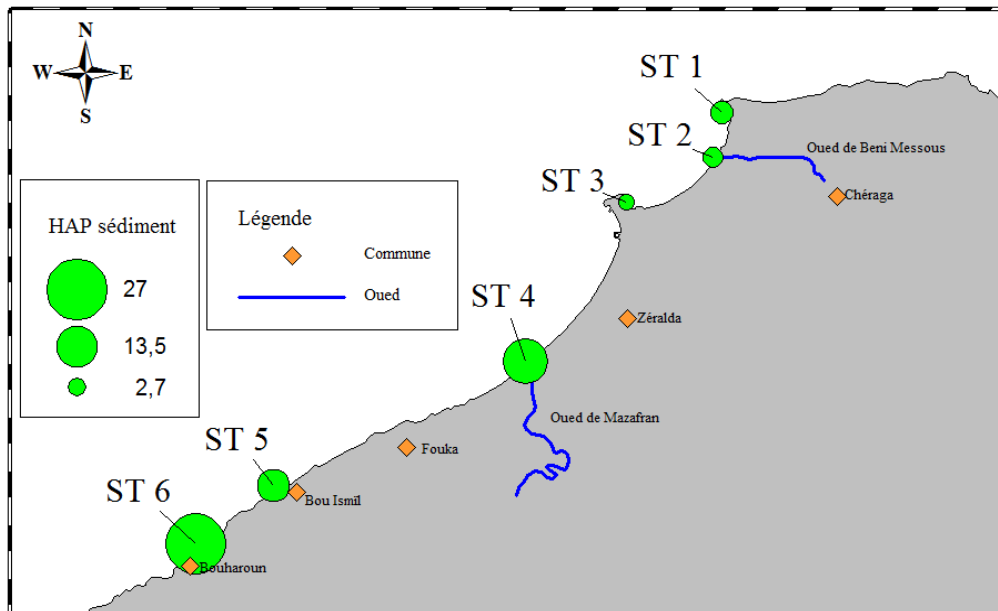 N
W E
S
ST 1
ST 2
Oued de Beni Messous
ST 3
Chéraga
HAP sédiment
27
13,5
2,7
Légende
Commune
Oued
ST 4
Zéralda
Oued de Mazafran
Fouka
ST 5
Bou Ismîl
ST 6
Bouharoun